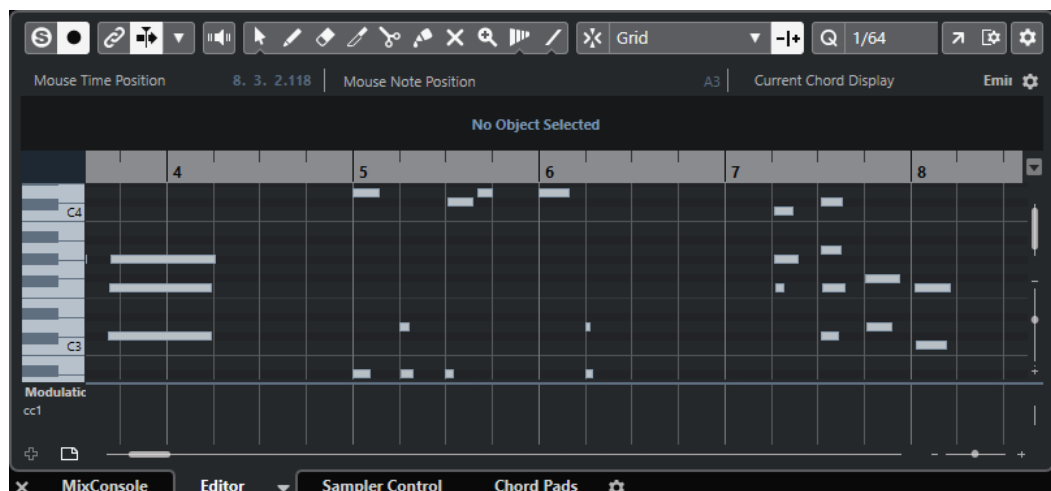 S Grid Q 1/64
Mouse Time Position 8. 3. 2.118 Mouse Note Position A3 Current Chord Display Emin
No Object Selected
4 5 6 7 8
C4
C3
Modulatic
cc1
MixConsole Editor Sampler Control Chord Pads